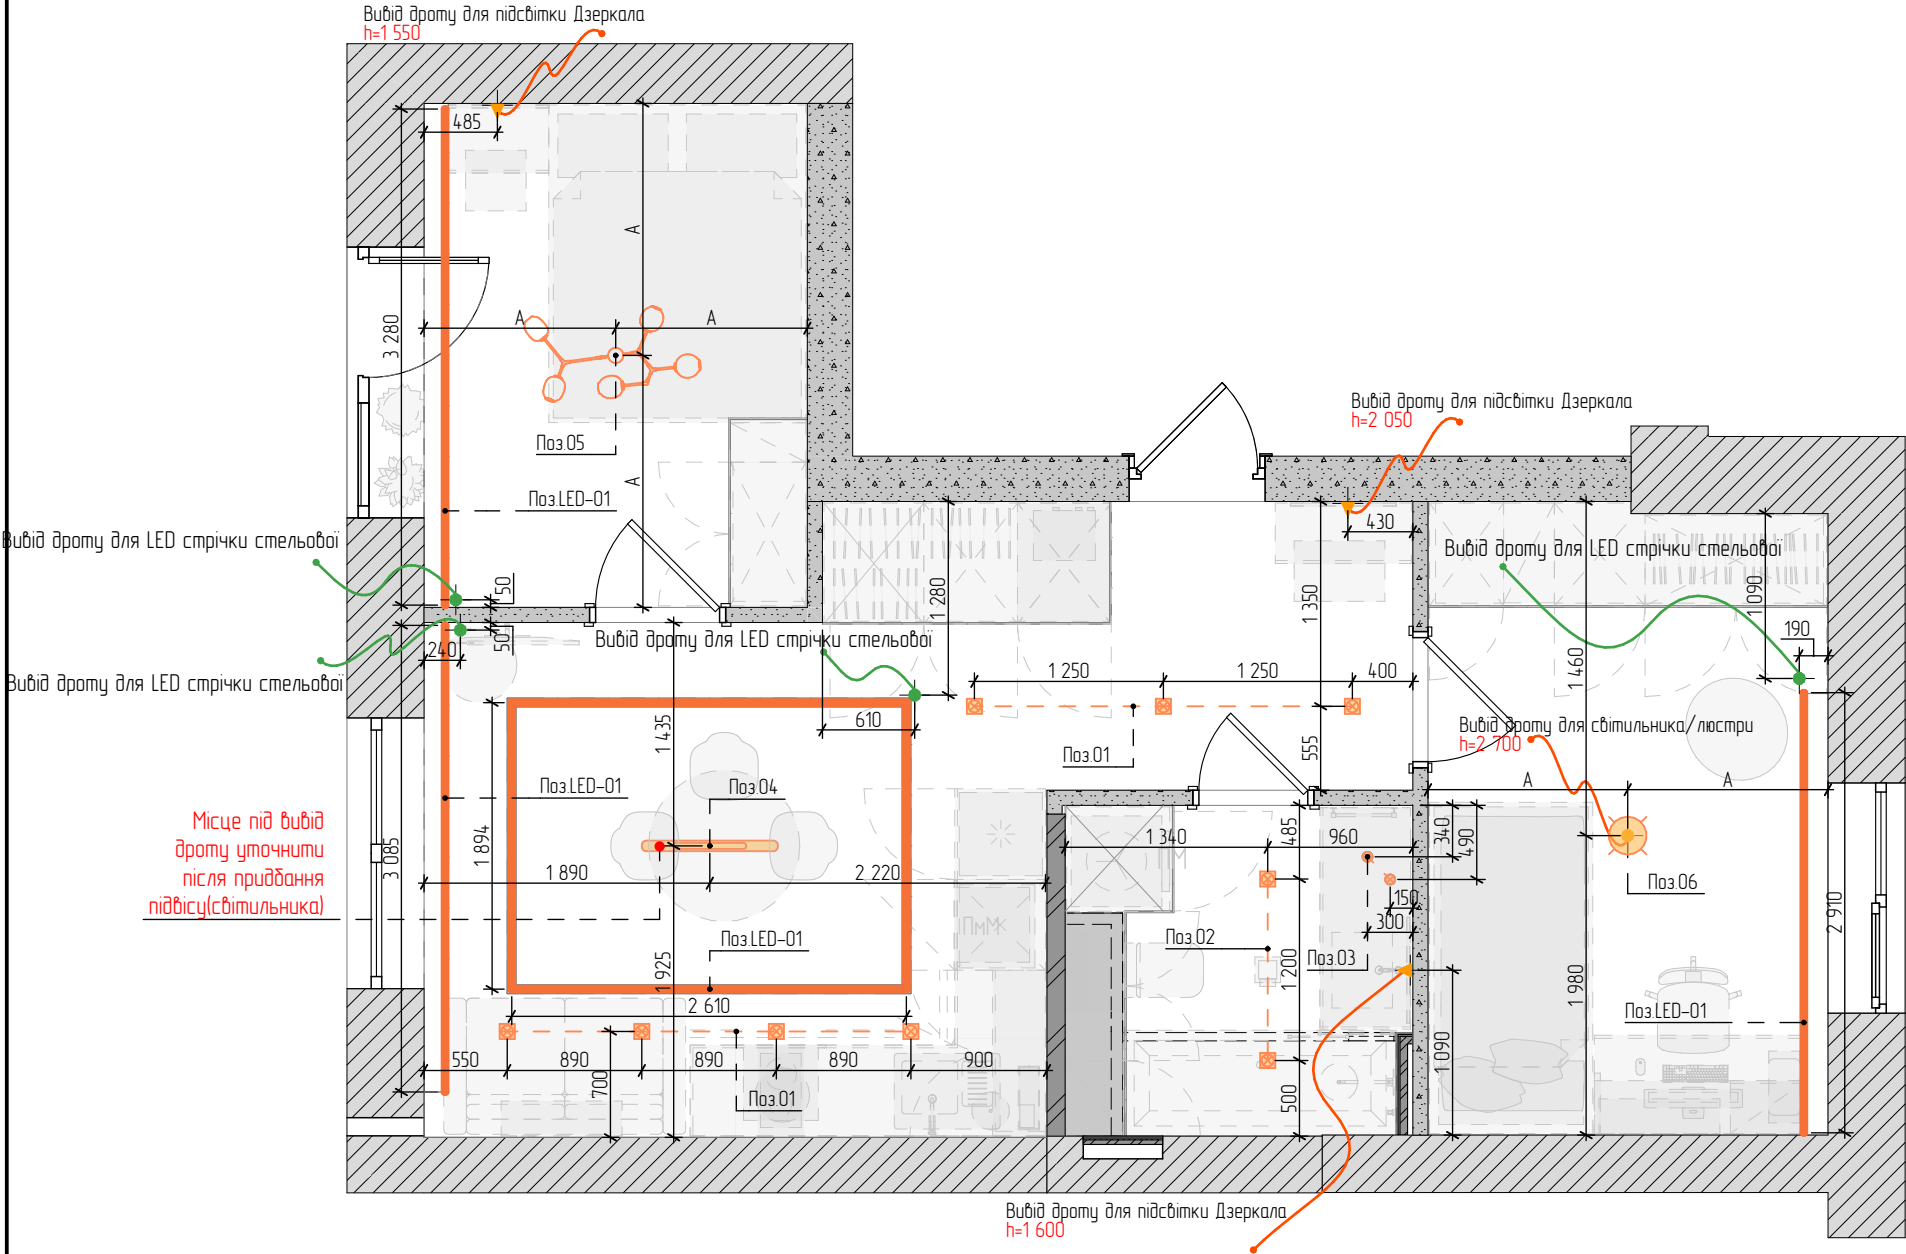 Вивід дроту для підсвітки Дзеркала
h=1 550
485
А
3 280
А
А
Поз.05
А
Поз.LED-01
Вивід дроту для LED стрічки стельової
50
50
240
Вивід дроту для LED стрічки стельової
Вивід дроту для LED стрічки стельової
1 280
610
Вивід дроту для підсвітки Дзеркала
h=2 050
430
1 350
Вивід дроту для LED стрічки стельової
1 090
190
1 460
1 250
1 250
400
555
Поз.01
Вивід дроту для світильника/люстри
h=2 700
А
А
1 435
Поз.LED-01
Поз.04
1 894
3 085
Місце під вивід
дроту уточнити
після придбання
підвісу(світильника)
1 890
2 220
Поз.LED-01
1 925
2 610
ПММ
550
890
890
890
900
700
Поз.01
1 340
485
960
340
490
150
300
Поз.02
Поз.03
1 200
500
1 090
Поз.06
1 980
2 910
Поз.LED-01
Вивід дроту для підсвітки Дзеркала
h=1 600